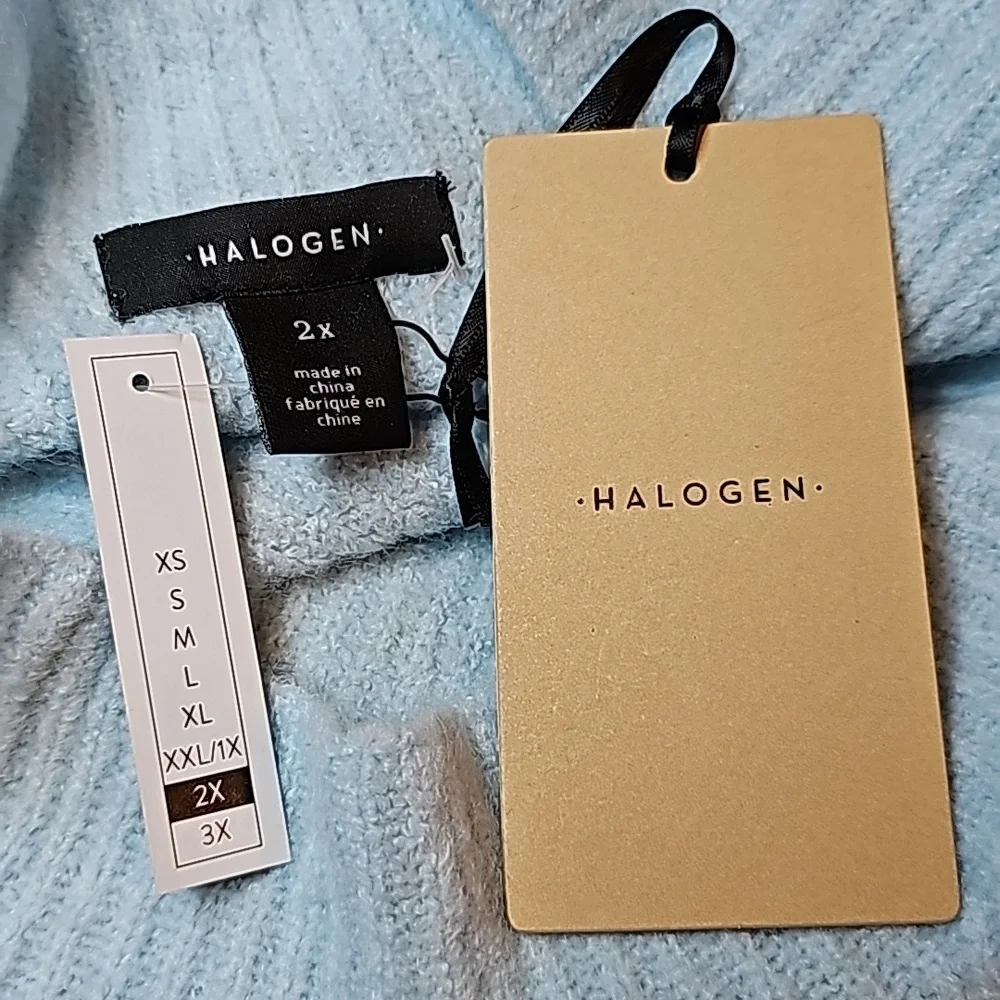 ·HALOGEN·
2x
made in
china
fabriqué en
chine
XS
S
M
L
XL
XXL/1X
2X
3X
·HALOGEN·